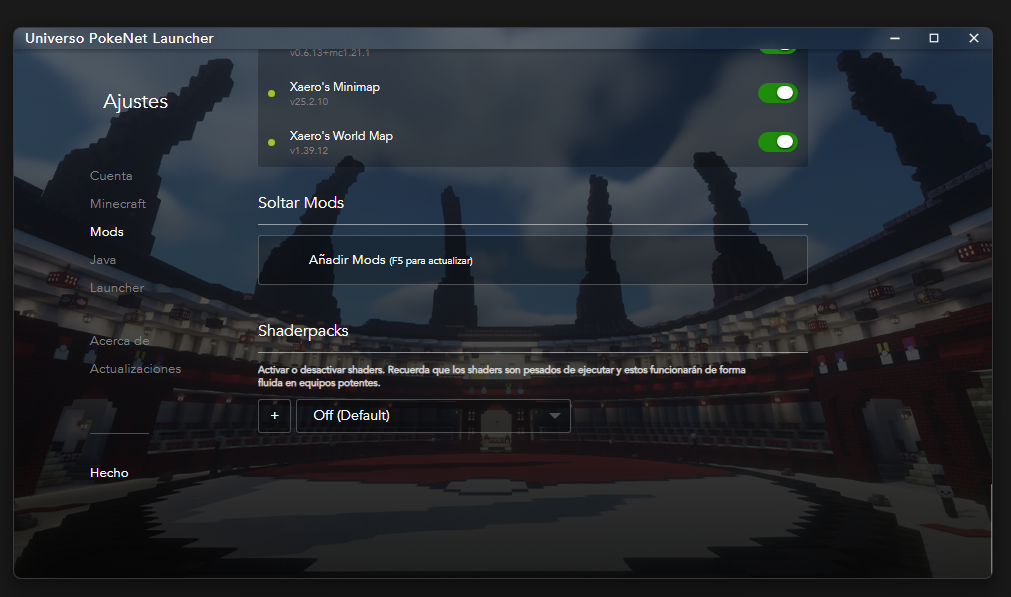 Universo PokeNet Launcher
v0.6.13+mc1.21.1
Ajustes
Xaero's Minimap
v25.2.10
Xaero's World Map
v1.39.12
Cuenta
Minecraft
Mods
Java
Launcher
Acerca de
Actualizaciones
Hecho
Soltar Mods
Añadir Mods (F5 para actualizar)
Shaderpacks
Activar o desactivar shaders. Recuerda que los shaders son pesados de ejecutar y estos funcionarán de forma
fluida en equipos potentes.
+
Off (Default)